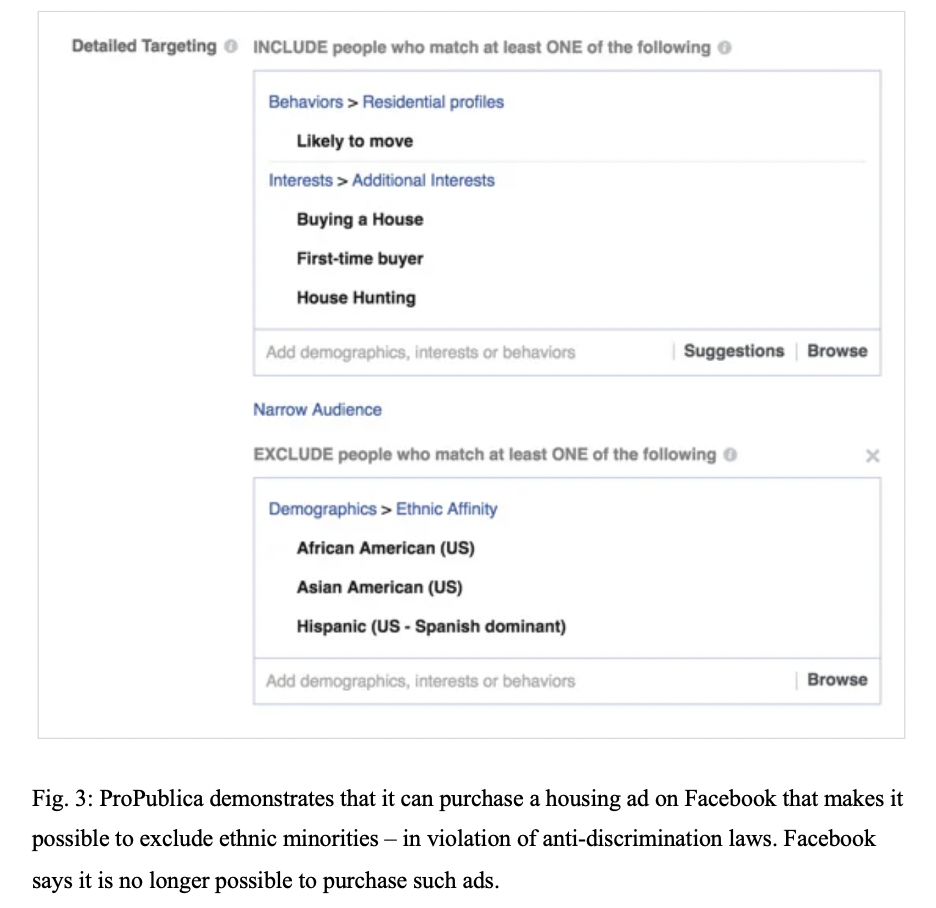 Detailed Targeting INCLUDE people who match at least ONE of the following
Behaviors > Residential profiles
Likely to move
Interests > Additional Interests
Buying a House
First-time buyer
House Hunting
Add demographics, interests or behaviors Suggestions Browse
Narrow Audience
EXCLUDE people who match at least ONE of the following ×
Demographics > Ethnic Affinity
African American (US)
Asian American (US)
Hispanic (US - Spanish dominant)
Add demographics, interests or behaviors Browse
Fig. 3: ProPublica demonstrates that it can purchase a housing ad on Facebook that makes it
possible to exclude ethnic minorities – in violation of anti-discrimination laws. Facebook
says it is no longer possible to purchase such ads.